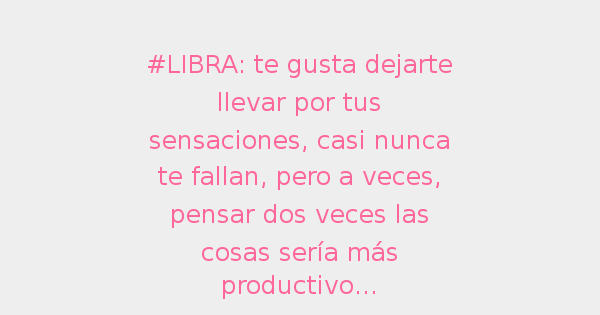 #LIBRA: te gusta dejarte
llevar por tus
sensaciones, casi nunca
te fallan, pero a veces,
pensar dos veces las
cosas sería más
productivo...